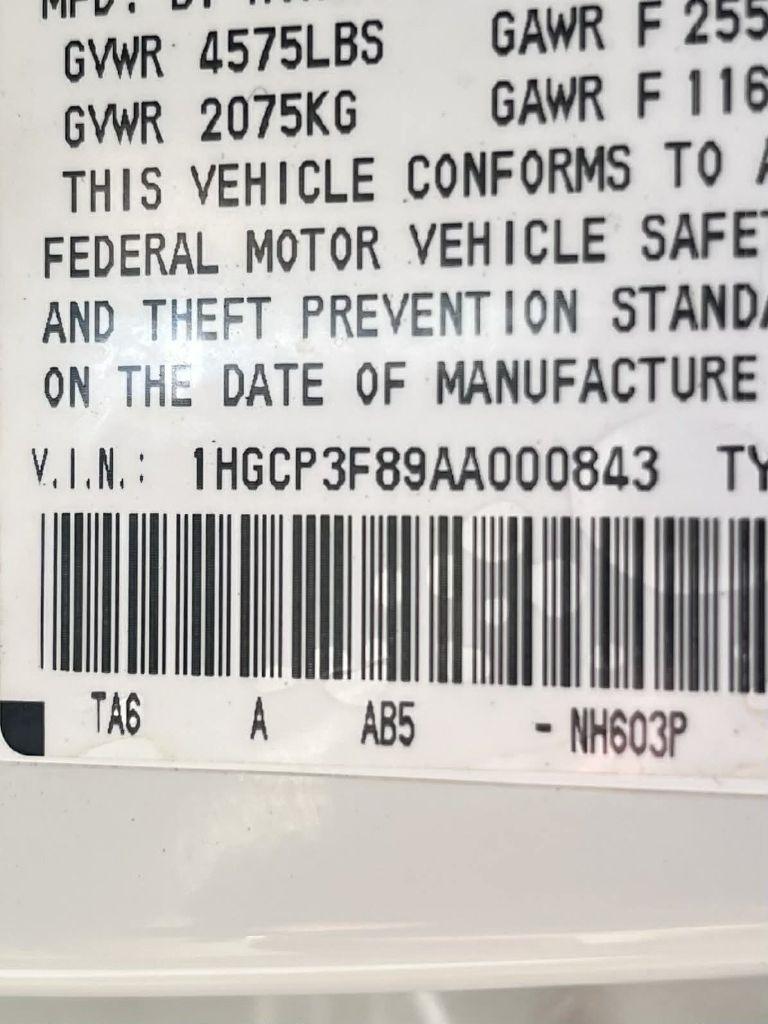 GVWR 4575LBS GAWR F 255
GVWR 2075KG GAWR F 116
THIS VEHICLE CONFORMS TO A
FEDERAL MOTOR VEHICLE SAFET
AND THEFT PREVENTION STANDA
ON THE DATE OF MANUFACTURE
V.I.N.: 1HGCP3F89AA000843 TY
TA6 A AB5 - NH603P